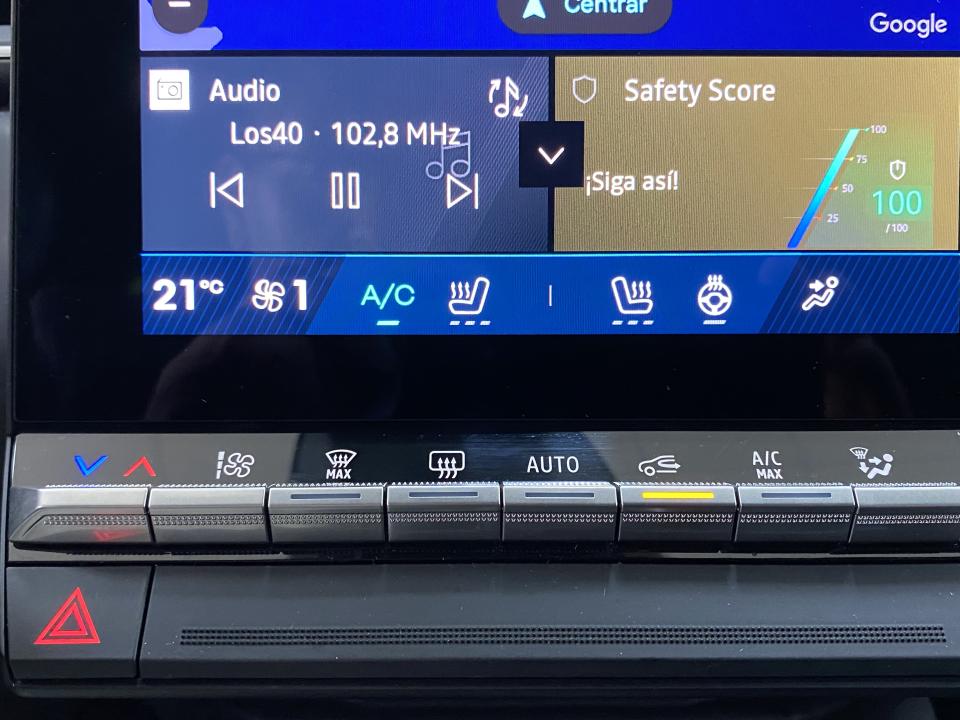 Centrar
Google
Audio
Los40 · 102,8 MHz
Safety Score
¡Siga así!
100
75
50
25
100
/100
21°C
1
A/C
MAX
AUTO
A/C
MAX